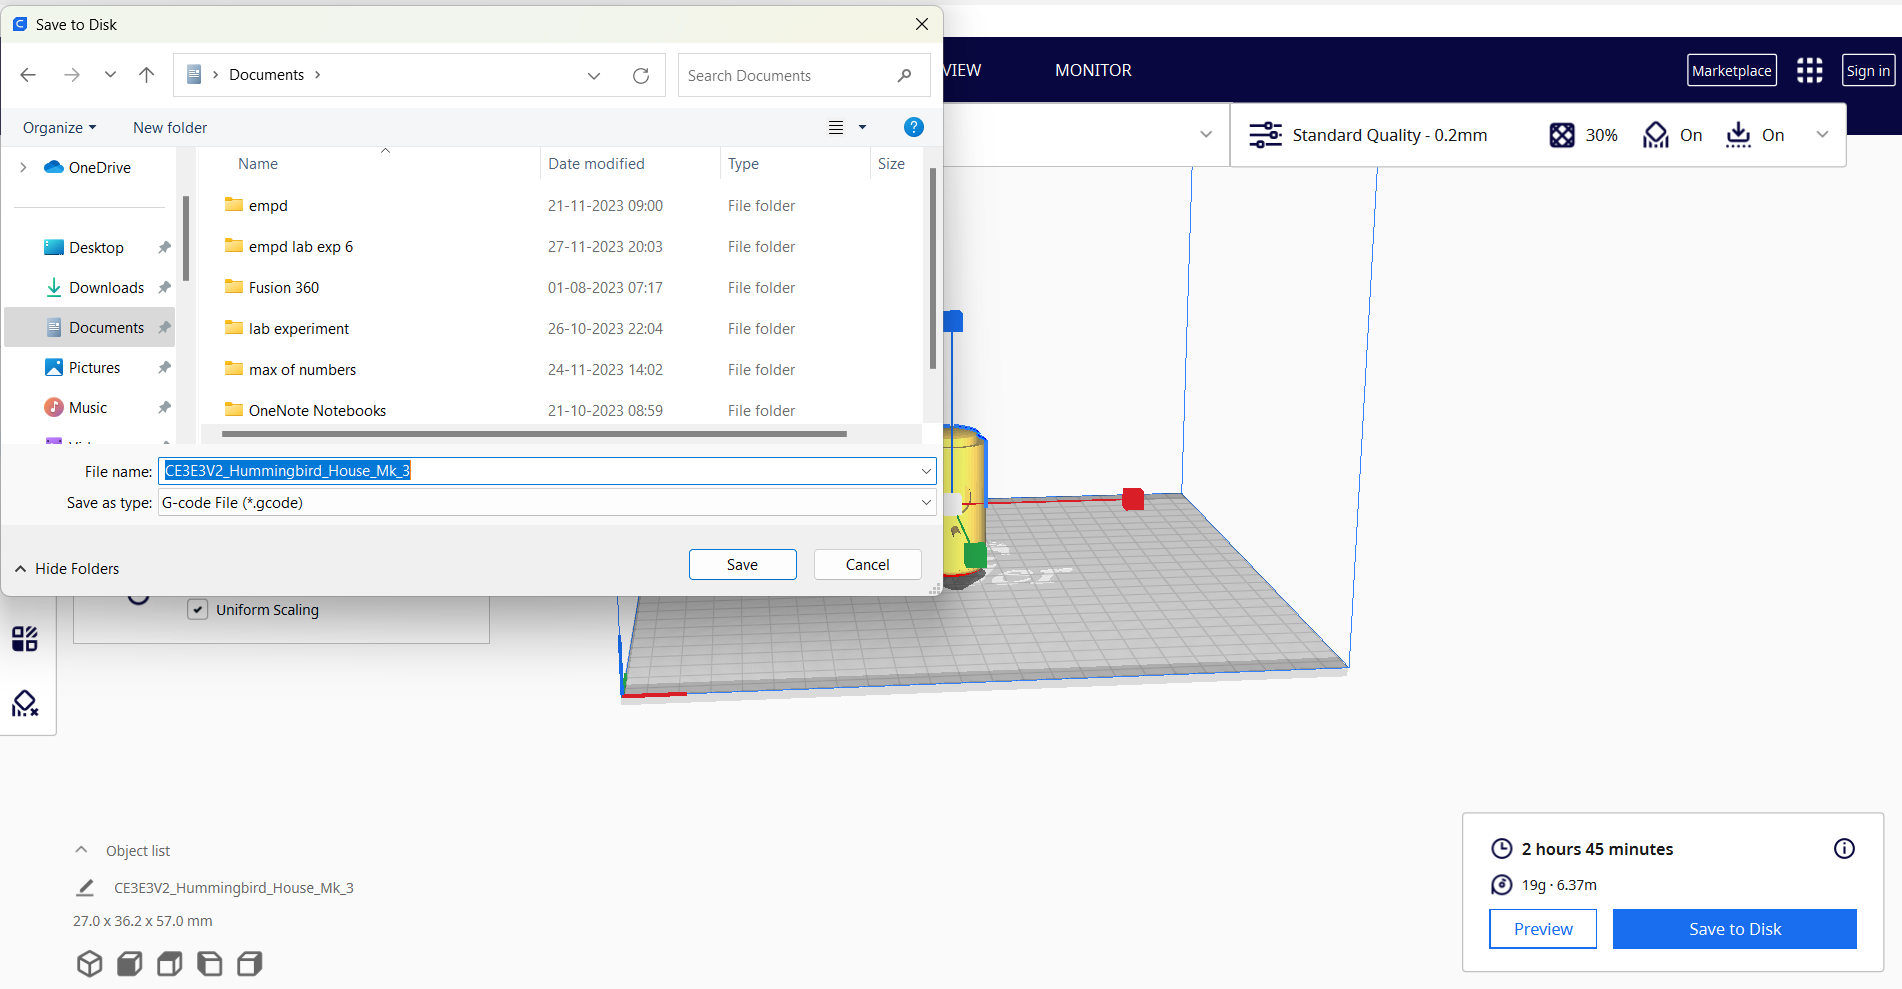 Save to Disk
Documents
Search Documents
VIEW
MONITOR
Marketplace
Sign in
Organize
New folder
Standard Quality - 0.2mm
30%
On
On
OneDrive
Desktop
Downloads
Documents
Pictures
Music
Name Date modified Type Size
empd 21-11-2023 09:00 File folder
empd lab exp 6 27-11-2023 20:03 File folder
Fusion 360 01-08-2023 07:17 File folder
lab experiment 26-10-2023 22:04 File folder
max of numbers 24-11-2023 14:02 File folder
OneNote Notebooks 21-10-2023 08:59 File folder
File name: CE3E3V2_Hummingbird_House_Mk_3
Save as type: G-code File (*.gcode)
Hide Folders
Save
Cancel
Uniform Scaling
Object list
CE3E3V2_Hummingbird_House_Mk_3
27.0 x 36.2 x 57.0 mm
2 hours 45 minutes
19g · 6.37m
Preview
Save to Disk